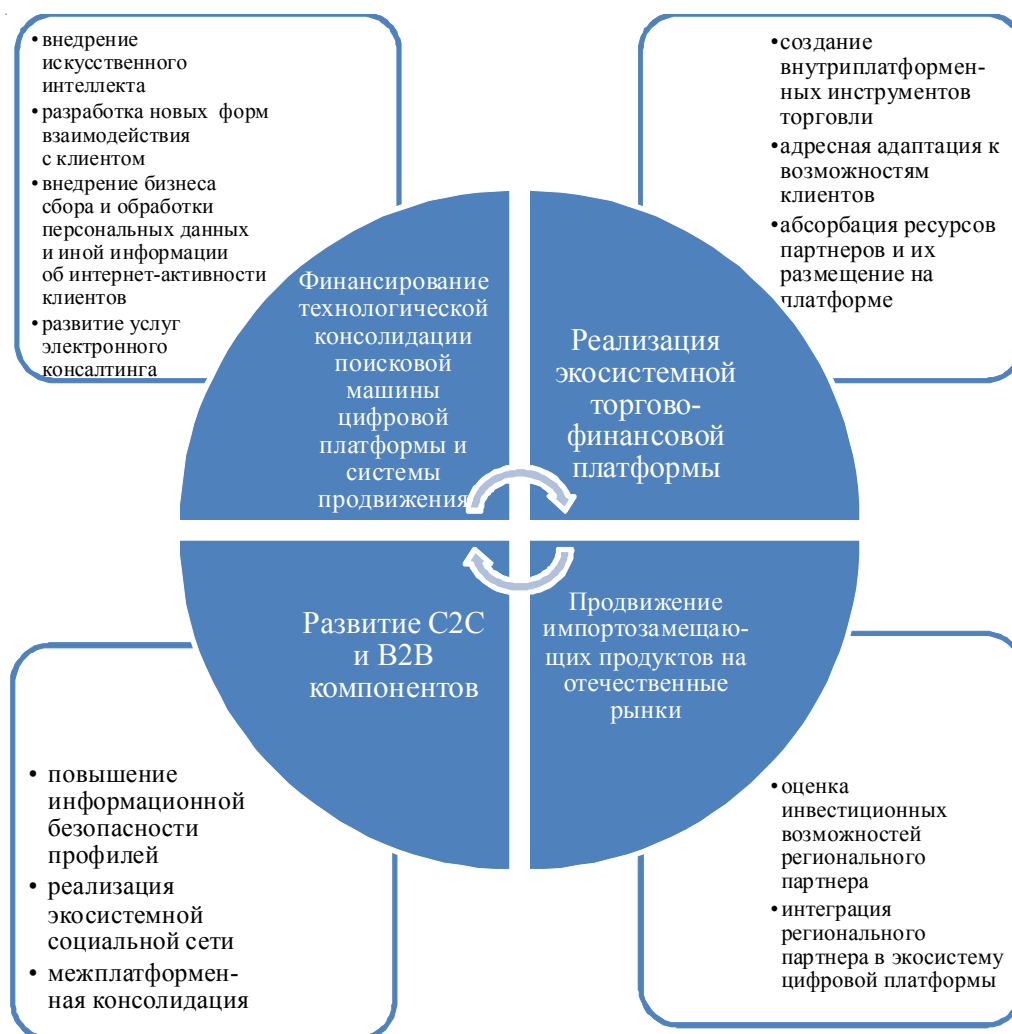 •внедрение
искусственного
интеллекта
•разработка новых форм
взаимодействия
с клиентом
•внедрение бизнеса
сбора и обработки
персональных данных
и иной информации
об интернет-активности
клиентов
•развитие услуг
электронного
консалтинга
•создание
внутриплатформен-
ных инструментов
торговли
•адресная адаптация к
возможностям
клиентов
•абсорбация ресурсов
партнеров и их
размещение на
платформе
Финансирование
технологической
консолидации
поисковой
машины
цифровой
платформы и
системы
продвижения
Реализация
экосистемной
торгово-
финансовой
платформы
Развитие C2C
и B2B
компонентов
Продвижение
импортозамещаю-
щих продуктов на
отечественные
рынки
• повышение
информационной
безопасности
профилей
• реализация
экосистемной
социальной сети
• межплатформен-
ная консолидация
•оценка
инвестиционных
возможностей
регионального
партнера
•интеграция
регионального
партнера в экосистему
цифровой платформы